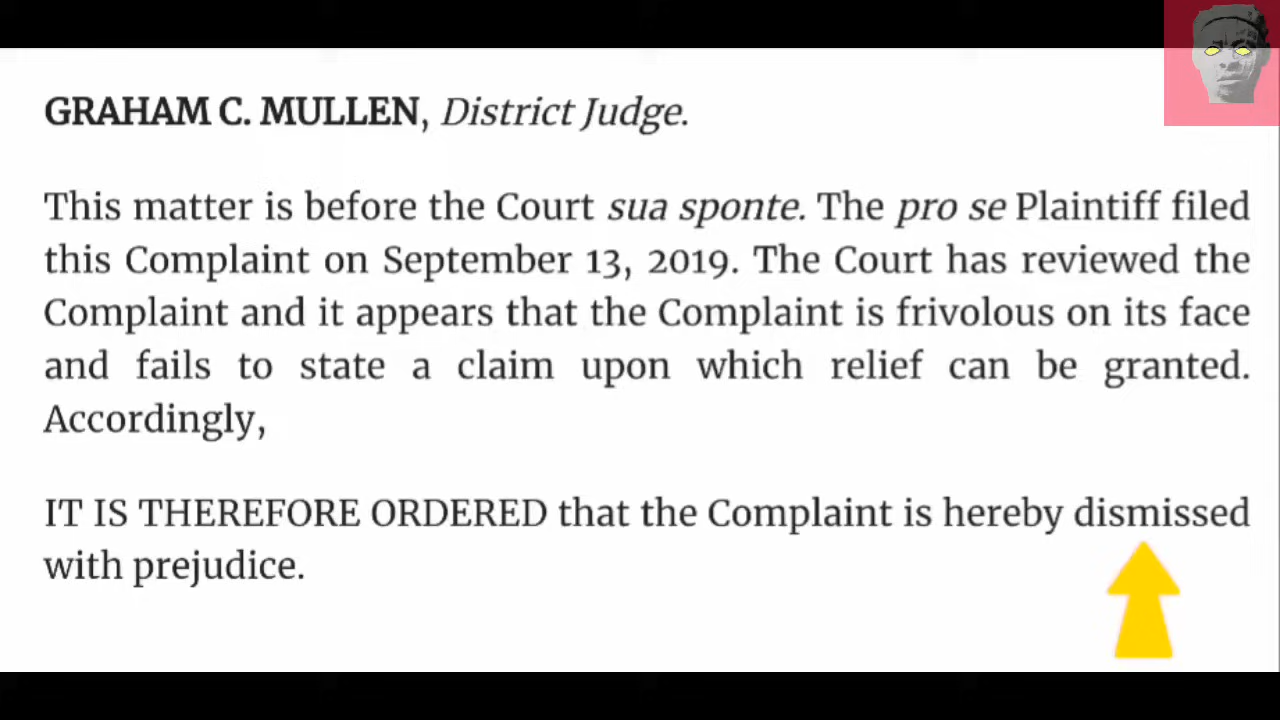 GRAHAM C. MULLEN, District Judge.
This matter is before the Court sua sponte. The pro se Plaintiff filed
this Complaint on September 13, 2019. The Court has reviewed the
Complaint and it appears that the Complaint is frivolous on its face
and fails to state a claim upon which relief can be granted.
Accordingly,
IT IS THEREFORE ORDERED that the Complaint is hereby dismissed
with prejudice.